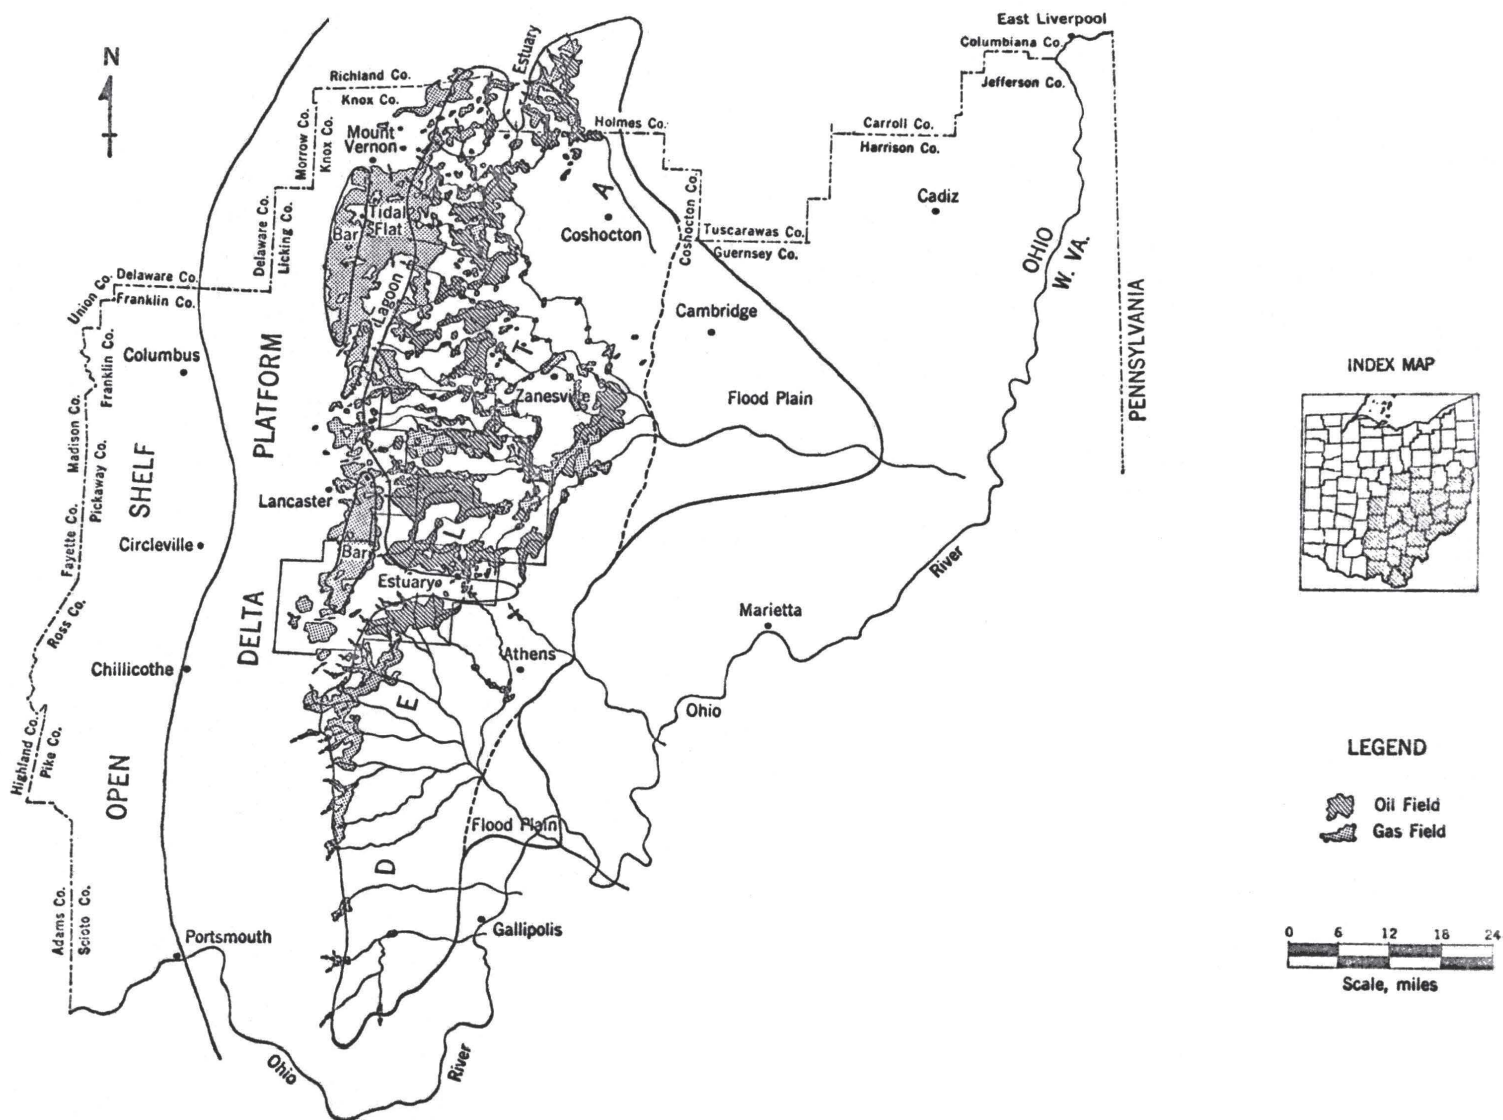 East Liverpool
Columbiana Co.
Jefferson Co.
N
Estuary
Richland Co.
Knox Co.
Morrow Co.
Knox Co.
Mount
Vernon
Holmes Co.
Carroll Co.
Harrison Co.
Cadiz
A
Coshocton
Coshocton Co.
Tuscarawas Co.
Guernsey Co.
Delaware Co.
Licking Co.
Tidal
Flat
Bar
Lagoon
OHIO
W. VA.
PENNSYLVANIA
Union Co.
Delaware Co.
Franklin Co.
Franklin Co.
Madison Co.
Columbus
PLATFORM
Cambridge
T
Zanesville
Flood Plain
INDEX MAP
Pickaway Co.
Fayette Co.
SHELF
Lancaster
Circleville
L
Bar
Estuary
Ross Co.
DELTA
River
Marietta
Chillicothe
Athens
E
Ohio
Highland Co.
Pike Co.
OPEN
LEGEND
Oil Field
Gas Field
Flood Plain
D
Adams Co.
Scioto Co.
Portsmouth
Gallipolis
0 6 12 18 24
Scale, miles
Ohio
River